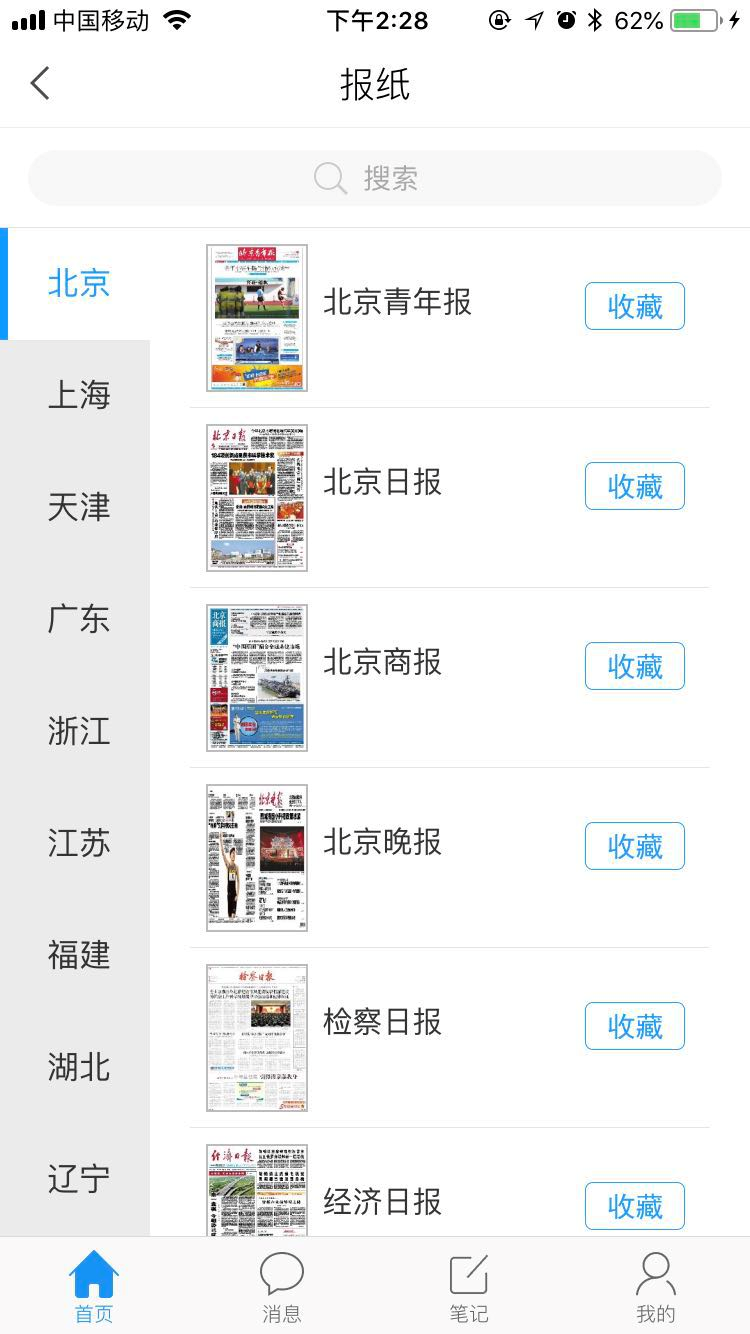 中国移动
下午2:28
62%
报纸
搜索
北京
上海
天津
广东
浙江
江苏
福建
湖北
辽宁
北京青年报
收藏
北京日报
收藏
北京商报
收藏
北京晚报
收藏
检察日报
收藏
经济日报
收藏
首页
消息
笔记
我的